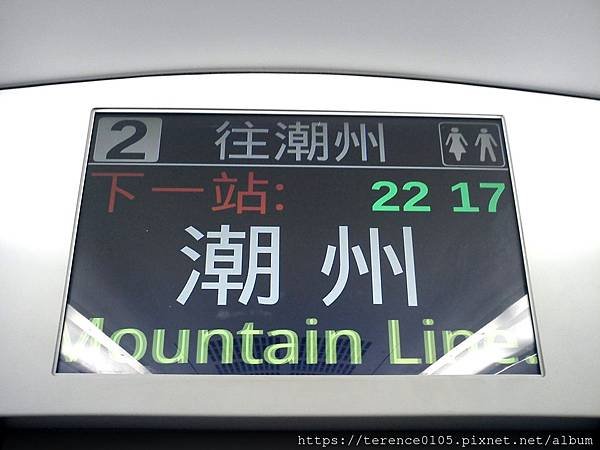 2 往潮州
下一站: 22 17
潮州
Mountain Line.
https://terence0105.pixnet.net/album